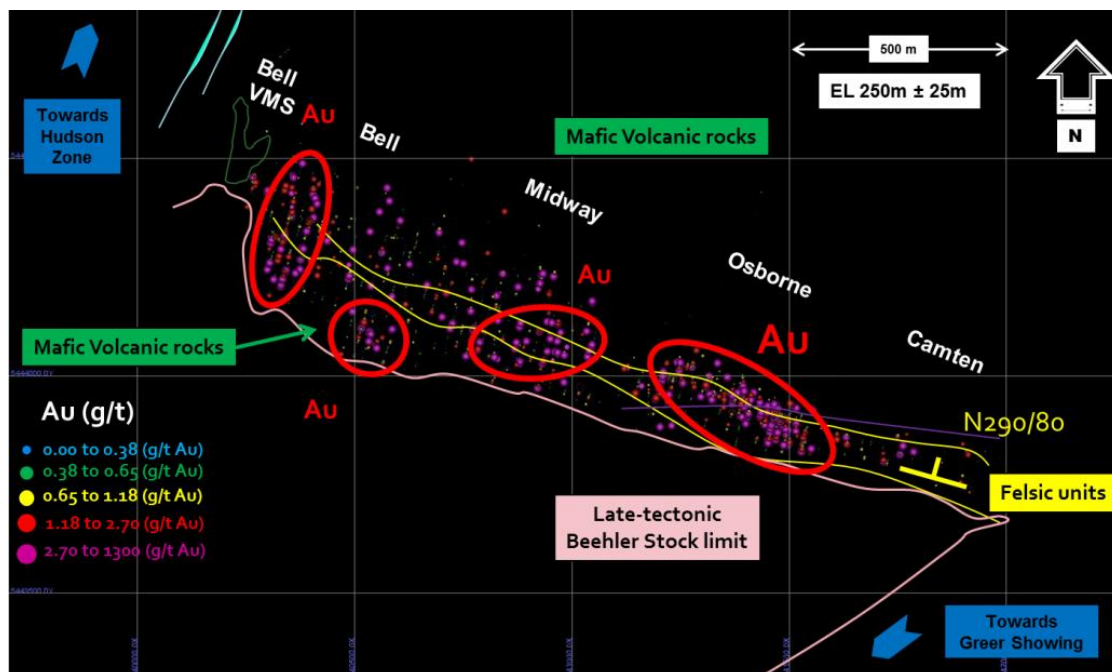 Bell
VMS
Au
Bell
Mafic Volcanic rocks
500 m
EL 250m ± 25m
N
Towards
Hudson
Zone
Midway
Au
Osborne
Mafic Volcanic rocks
Au
Camten
Au
N290/80
Au (g/t)
0.00 to 0.38 (g/t Au)
0.38 to 0.65 (g/t Au)
0.65 to 1.18 (g/t Au)
1.18 to 2.70 (g/t Au)
2.70 to 1300 (g/t Au)
Felsic units
Late-tectonic
Beehler Stock limit
Towards
Greer Showing